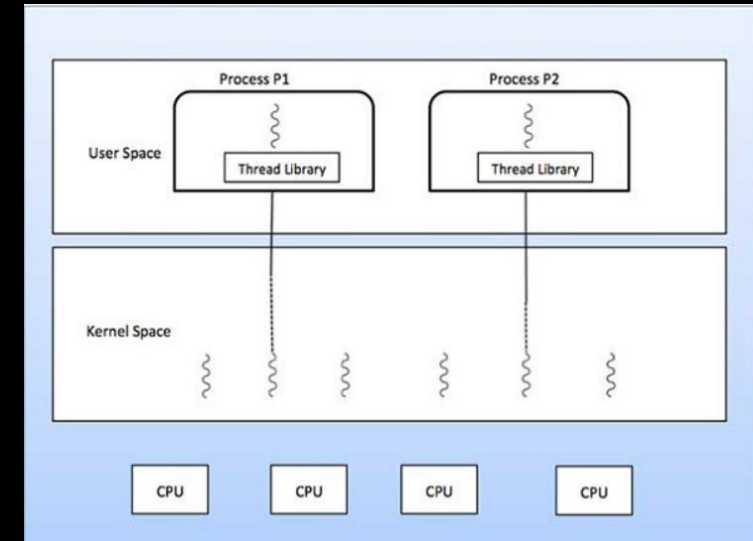 Process P1
Process P2
User Space
Thread Library
Thread Library
Kernel Space
CPU
CPU
CPU
CPU